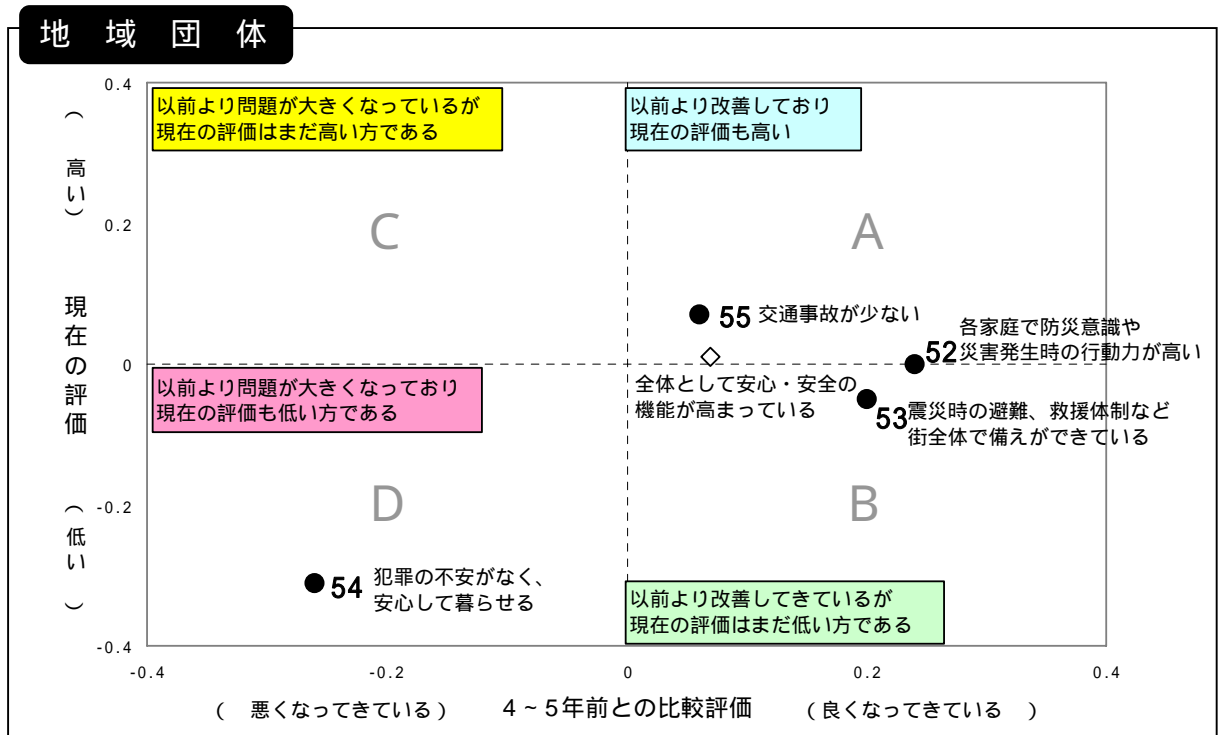 地域団体
0.4
以前より問題が大きくなっているが
現在の評価はまだ高い方である
以前より改善しており
現在の評価も高い
（高い）
0.2
C
A
現在の評価
55 交通事故が少ない
各家庭で防災意識や
52 災害発生時の行動力が高い
0
以前より問題が大きくなっており
現在の評価も低い方である
全体として安心・安全の
機能が高まっている
53 震災時の避難、救援体制など
街全体で備えができている
-0.2
（低い）
D
B
54 犯罪の不安がなく、
安心して暮らせる
以前より改善してきているが
現在の評価はまだ低い方である
-0.4
-0.4 -0.2 0 0.2 0.4
（ 悪くなってきている） 4～5年前との比較評価 （良くなってきている ）